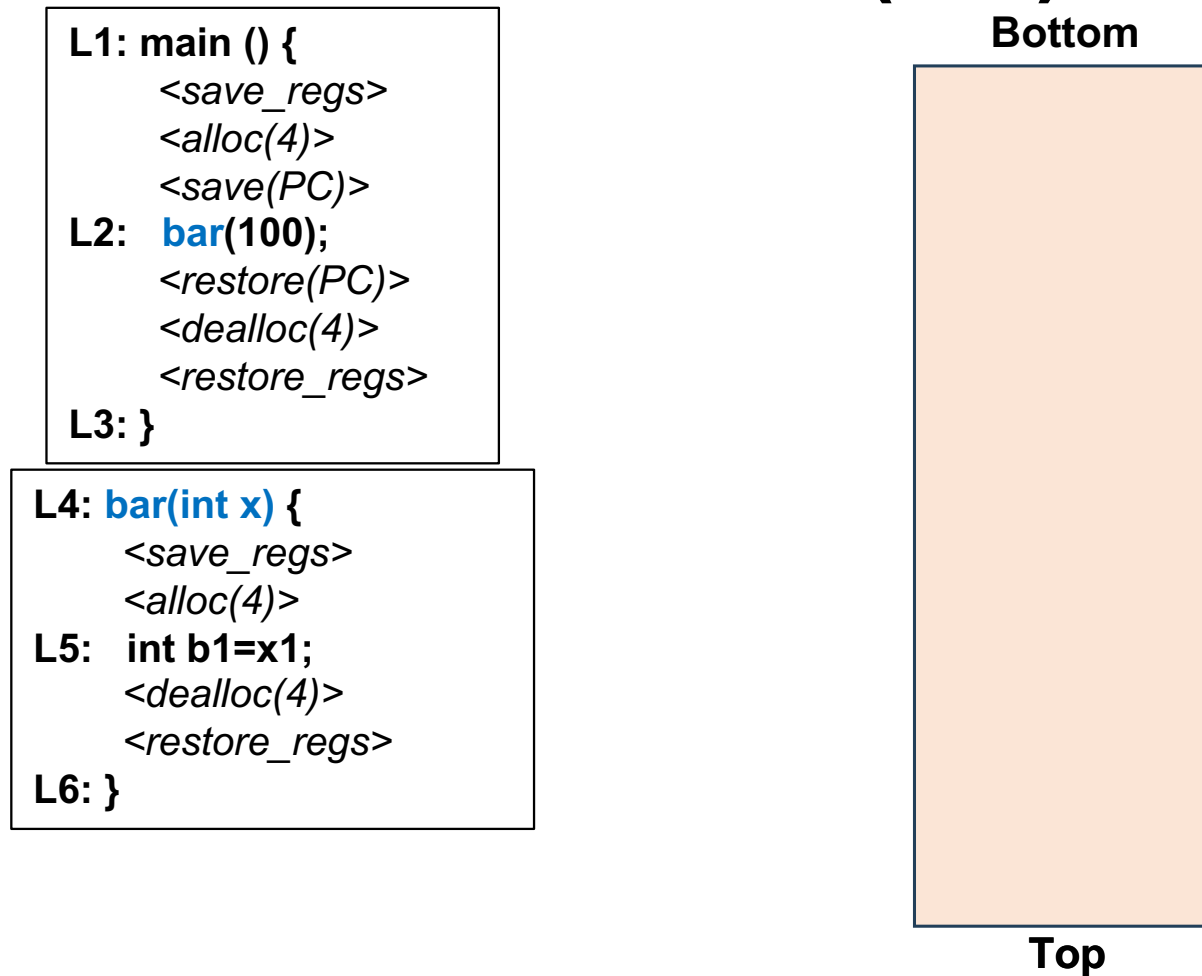 L1: main () {
<save_regs>
<alloc(4)>
<save(PC)>
L2: bar(100);
<restore(PC)>
<dealloc(4)>
<restore_regs>
L3: }
L4: bar(int x) {
<save_regs>
<alloc(4)>
L5: int b1=x1;
<dealloc(4)>
<restore_regs>
L6: }
Bottom
Top